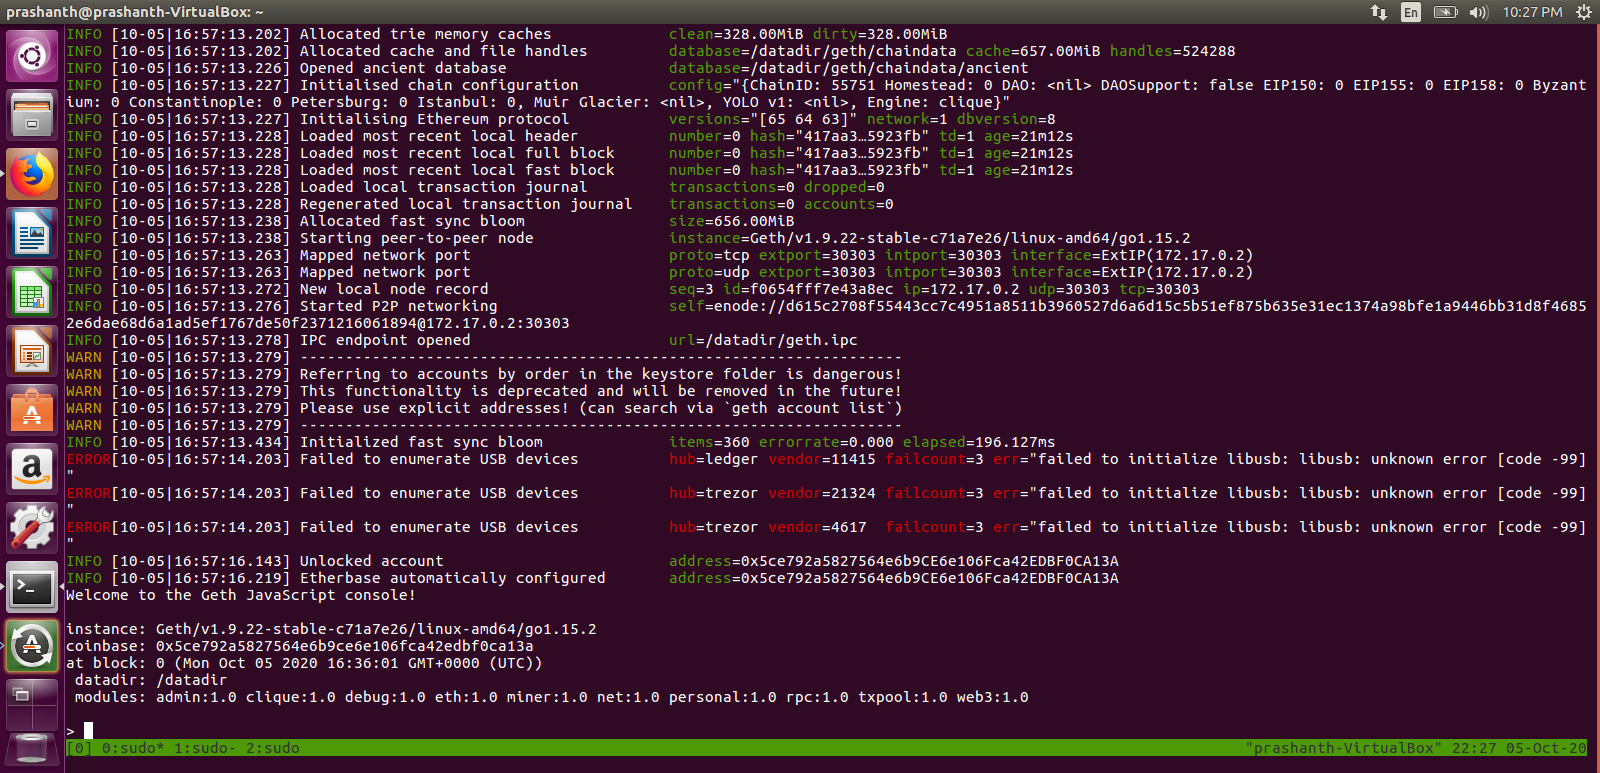 prashanth@prashanth-VirtualBox: ~
En
10:27 PM
INFO [10-05|16:57:13.202] Allocated trie memory caches clean=328.00MiB dirty=328.00MiB
INFO [10-05|16:57:13.202] Allocated cache and file handles database=/datadir/geth/chaindata cache=657.00MiB handles=524288
INFO [10-05|16:57:13.226] Opened ancient database database=/datadir/geth/chaindata/ancient
INFO [10-05|16:57:13.227] Initialised chain configuration config="{ChainID: 55751 Homestead: 0 DAO: <nil> DAOSupport: false EIP150: 0 EIP155: 0 EIP158: 0 Byzant
ium: 0 Constantinople: 0 Petersburg: 0 Istanbul: 0, Muir Glacier: <nil>, YOLO v1: <nil>, Engine: clique}"
INFO [10-05|16:57:13.227] Initialising Ethereum protocol versions="[65 64 63]" network=1 dbversion=8
INFO [10-05|16:57:13.228] Loaded most recent local header number=0 hash="417aa3…5923fb" td=1 age=21m12s
INFO [10-05|16:57:13.228] Loaded most recent local full block number=0 hash="417aa3…5923fb" td=1 age=21m12s
INFO [10-05|16:57:13.228] Loaded most recent local fast block number=0 hash="417aa3…5923fb" td=1 age=21m12s
INFO [10-05|16:57:13.228] Loaded local transaction journal transactions=0 dropped=0
INFO [10-05|16:57:13.228] Regenerated local transaction journal transactions=0 accounts=0
INFO [10-05|16:57:13.238] Allocated fast sync bloom size=656.00MiB
INFO [10-05|16:57:13.238] Starting peer-to-peer node instance=Geth/v1.9.22-stable-c71a7e26/linux-amd64/go1.15.2
INFO [10-05|16:57:13.263] Mapped network port proto=tcp extport=30303 intport=30303 interface=ExtIP(172.17.0.2)
INFO [10-05|16:57:13.263] Mapped network port proto=udp extport=30303 intport=30303 interface=ExtIP(172.17.0.2)
INFO [10-05|16:57:13.272] New local node record seq=3 id=f0654fff7e43a8ec ip=172.17.0.2 udp=30303 tcp=30303
INFO [10-05|16:57:13.276] Started P2P networking self=enode://d615c2708f55443cc7c4951a8511b3960527d6a6d15c5b51ef875b635e31ec1374a98bfe1a9446bb31d8f4685
2e6dae68d6a1ad5ef1767de50f2371216061894@172.17.0.2:30303
INFO [10-05|16:57:13.278] IPC endpoint opened url=/datadir/geth.ipc
WARN [10-05|16:57:13.279] -------------------------------------------------------------------
WARN [10-05|16:57:13.279] Referring to accounts by order in the keystore folder is dangerous!
WARN [10-05|16:57:13.279] This functionality is deprecated and will be removed in the future!
WARN [10-05|16:57:13.279] Please use explicit addresses! (can search via `geth account list`)
WARN [10-05|16:57:13.279] -------------------------------------------------------------------
INFO [10-05|16:57:13.434] Initialized fast sync bloom items=360 errorrate=0.000 elapsed=196.127ms
ERROR[10-05|16:57:14.203] Failed to enumerate USB devices hub=ledger vendor=11415 failcount=3 err="failed to initialize libusb: libusb: unknown error [code -99]
"
ERROR[10-05|16:57:14.203] Failed to enumerate USB devices hub=trezor vendor=21324 failcount=3 err="failed to initialize libusb: libusb: unknown error [code -99]
"
ERROR[10-05|16:57:14.203] Failed to enumerate USB devices hub=trezor vendor=4617 failcount=3 err="failed to initialize libusb: libusb: unknown error [code -99]
"
INFO [10-05|16:57:16.143] Unlocked account address=0x5ce792a5827564e6b9CE6e106Fca42EDBF0CA13A
INFO [10-05|16:57:16.219] Etherbase automatically configured address=0x5ce792a5827564e6b9CE6e106Fca42EDBF0CA13A
Welcome to the Geth JavaScript console!
instance: Geth/v1.9.22-stable-c71a7e26/linux-amd64/go1.15.2
coinbase: 0x5ce792a5827564e6b9ce6e106fca42edbf0ca13a
at block: 0 (Mon Oct 05 2020 16:36:01 GMT+0000 (UTC))
datadir: /datadir
modules: admin:1.0 clique:1.0 debug:1.0 eth:1.0 miner:1.0 net:1.0 personal:1.0 rpc:1.0 txpool:1.0 web3:1.0
>
[0] 0:sudo* 1:sudo- 2:sudo "prashanth-VirtualBox" 22:27 05-Oct-20